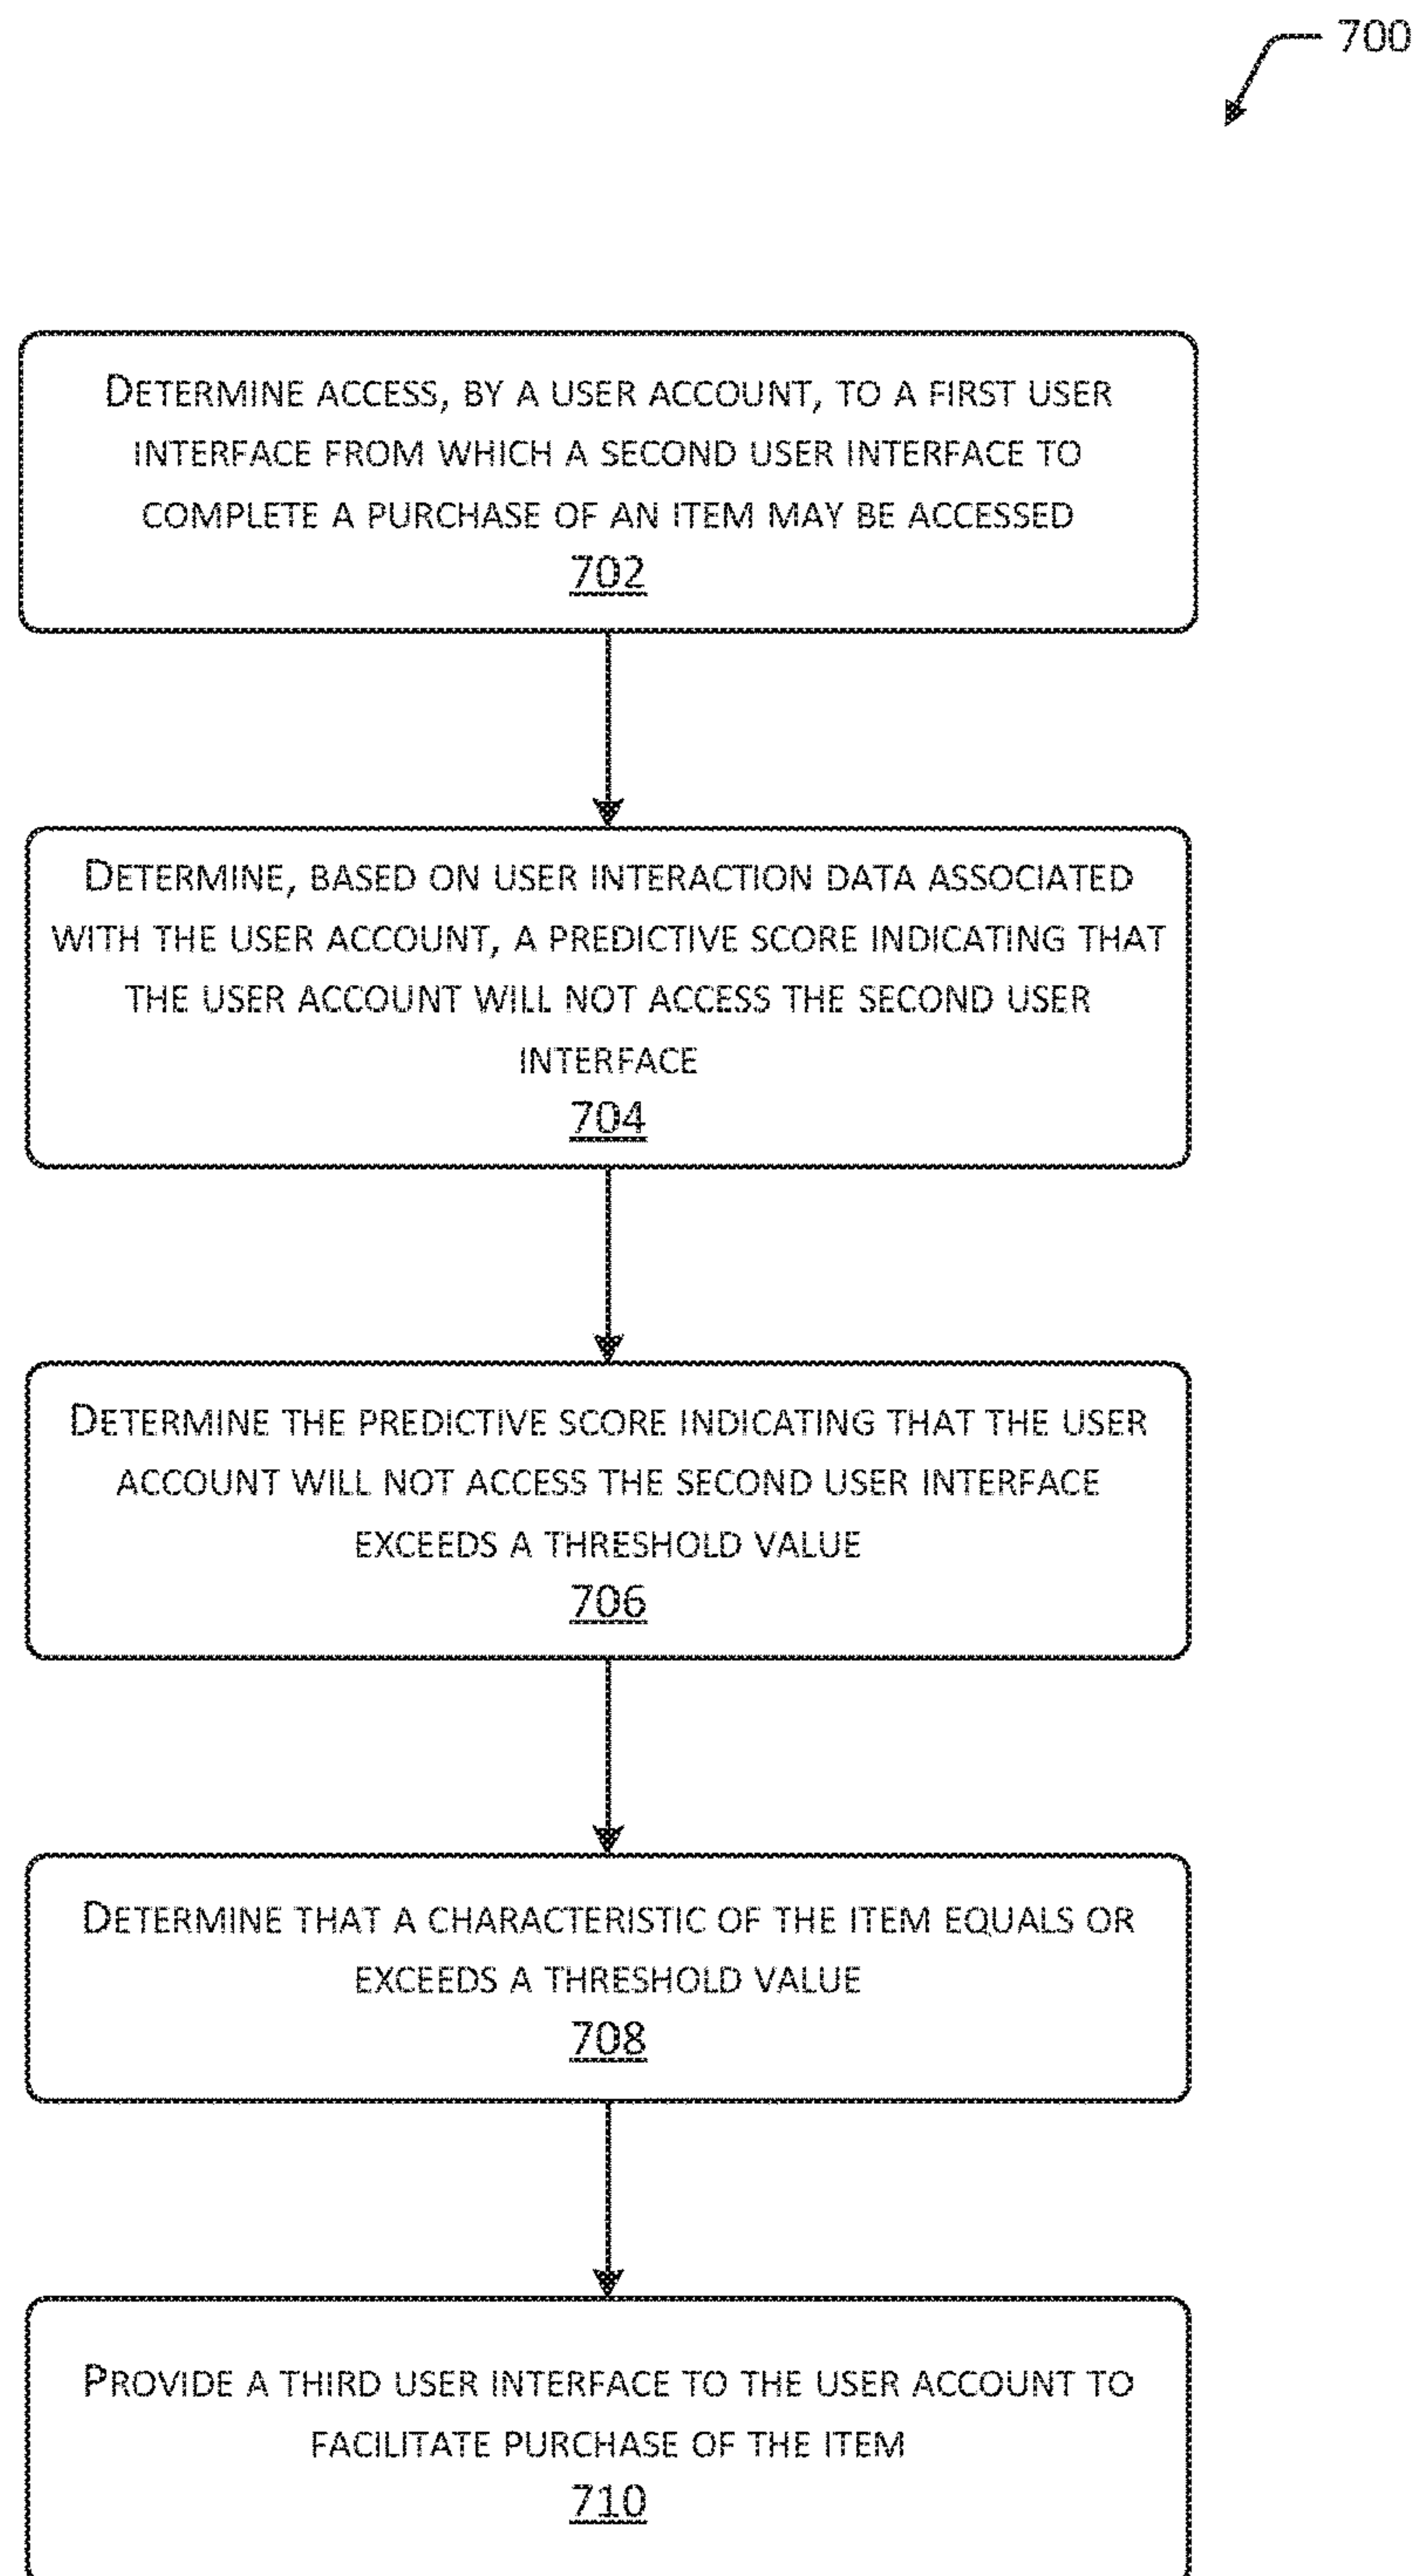 700
DETERMINE ACCESS, BY A USER ACCOUNT, TO A FIRST USER
INTERFACE FROM WHICH A SECOND USER INTERFACE TO
COMPLETE A PURCHASE OF AN ITEM MAY BE ACCESSED
702
DETERMINE, BASED ON USER INTERACTION DATA ASSOCIATED
WITH THE USER ACCOUNT, A PREDICTIVE SCORE INDICATING THAT
THE USER ACCOUNT WILL NOT ACCESS THE SECOND USER
INTERFACE
704
DETERMINE THE PREDICTIVE SCORE INDICATING THAT THE USER
ACCOUNT WILL NOT ACCESS THE SECOND USER INTERFACE
EXCEEDS A THRESHOLD VALUE
706
DETERMINE THAT A CHARACTERISTIC OF THE ITEM EQUALS OR
EXCEEDS A THRESHOLD VALUE
708
PROVIDE A THIRD USER INTERFACE TO THE USER ACCOUNT TO
FACILITATE PURCHASE OF THE ITEM
710